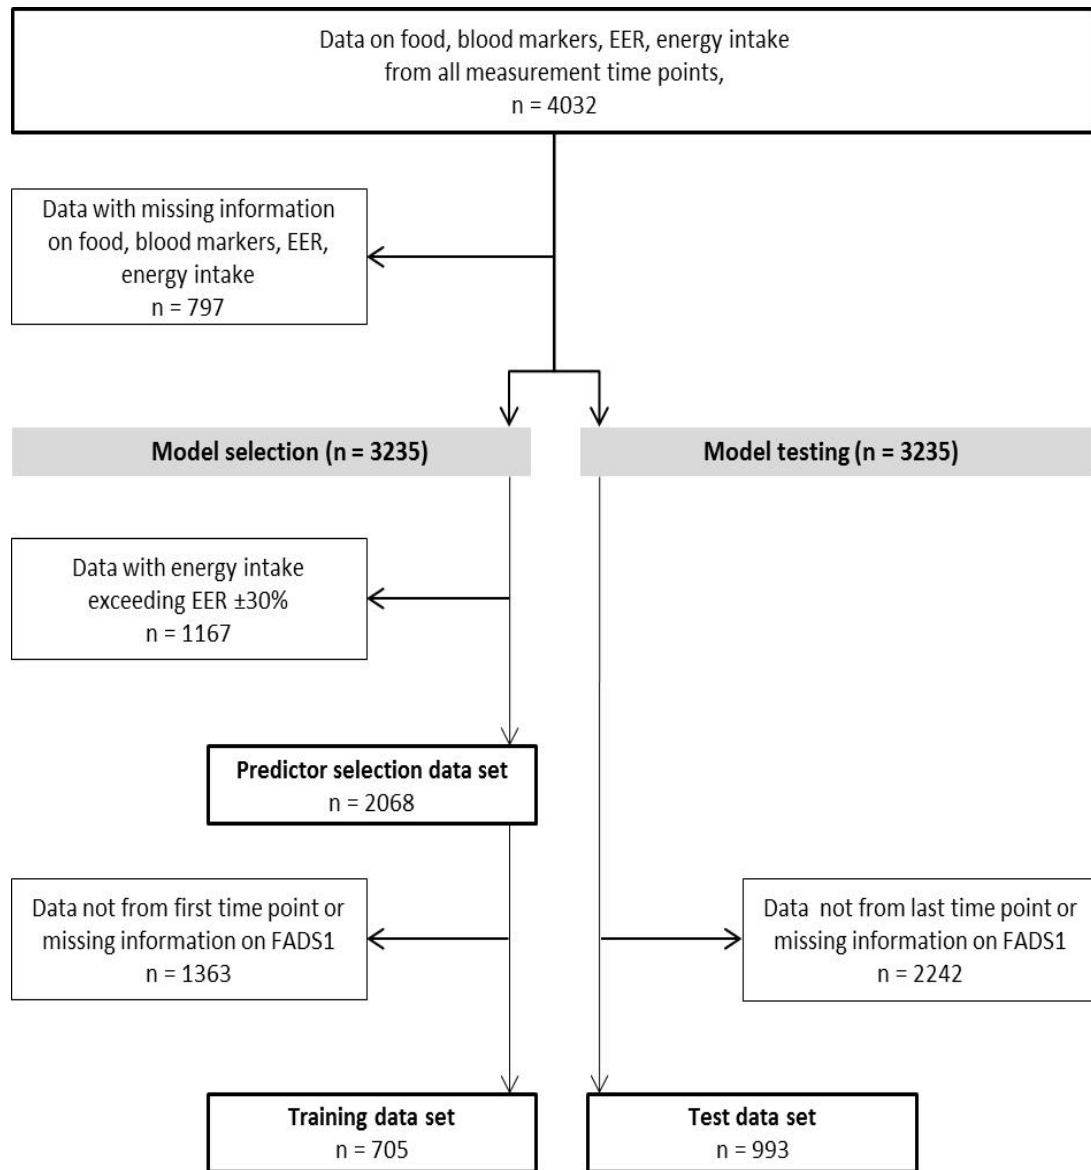 Data on food, blood markers, EER, energy intake
from all measurement time points,
n = 4032
Data with missing information
on food, blood markers, EER,
energy intake
n = 797
Model selection (n = 3235)
Model testing (n = 3235)
Data with energy intake
exceeding EER ±30%
n = 1167
Predictor selection data set
n = 2068
Data not from first time point or
missing information on FADS1
n = 1363
Data not from last time point or
missing information on FADS1
n = 2242
Training data set
n = 705
Test data set
n = 993